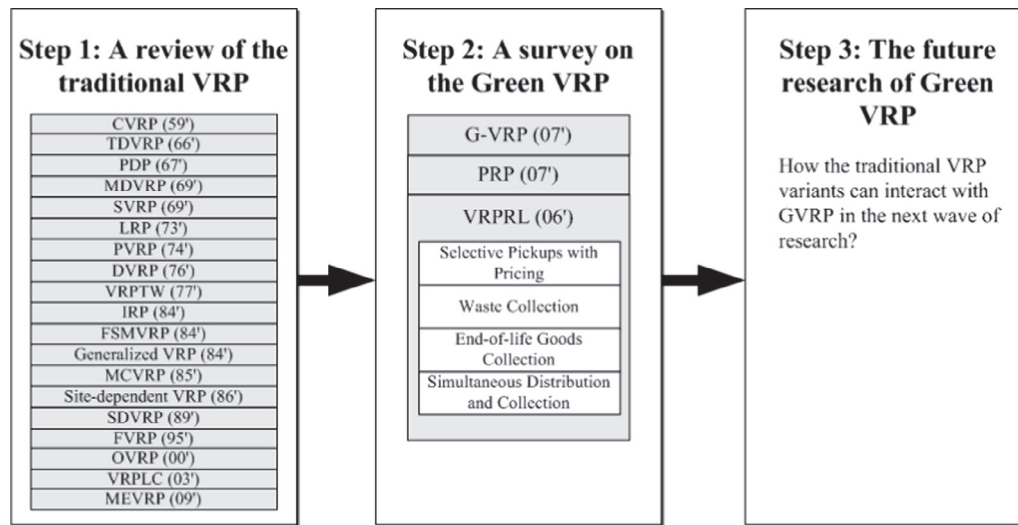 Step 1: A review of the
traditional VRP
CVRP (59')
TDVRP (66')
PDP (67')
MDVRP (69')
SVRP (69')
LRP (73')
PVRP (74')
DVRP (76')
VRPTW (77')
IRP (84')
FSMVRP (84')
Generalized VRP (84')
MCVRP (85')
Site-dependent VRP (86')
SDVRP (89')
FVRP (95')
OVRP (00')
VRPLC (03')
MEVRP (09')
Step 2: A survey on
the Green VRP
G-VRP (07')
PRP (07')
VRPRL (06')
Selective Pickups with
Pricing
Waste Collection
End-of-life Goods
Collection
Simultaneous Distribution
and Collection
Step 3: The future
research of Green
VRP
How the traditional VRP
variants can interact with
GVRP in the next wave of
research?